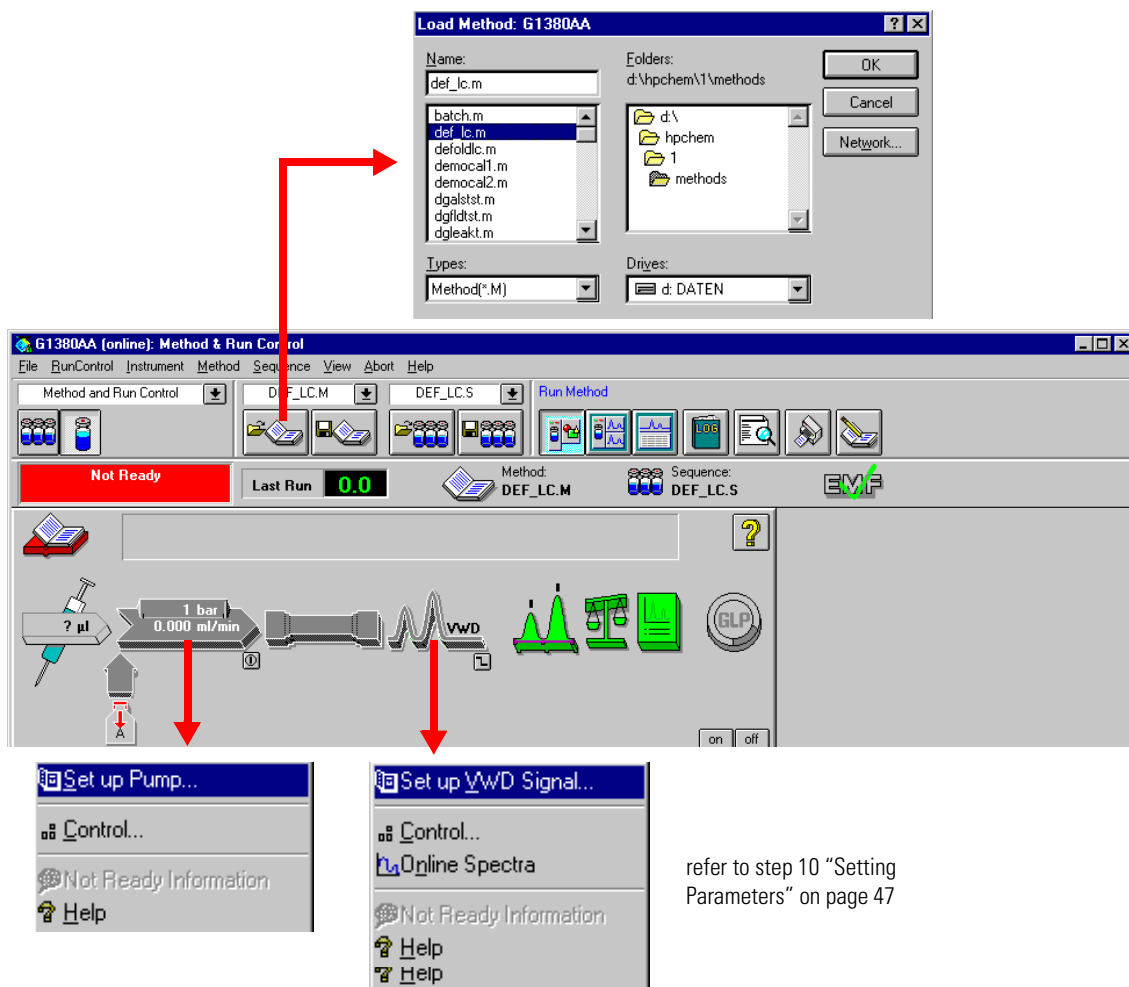 Load Method: G1380AA
Name:
def_lc.m
batch.m
def_lc.m
defoldlc.m
democal1.m
democal2.m
dgalstst.m
dgfldtst.m
dgleakt.m
Types:
Method(*.M)
Folders:
d:\hpchem\1\methods
d:\
hpchem
1
methods
Drives:
d: DATEN
OK
Cancel
Network...
G1380AA (online): Method & Run Control
File RunControl Instrument Method Sequence View Abort Help
Method and Run Control
DEF_LC.M
DEF_LC.S
Run Method
LOG
Not Ready
Last Run 0.0
Method:
DEF_LC.M
Sequence:
DEF_LC.S
EMF
? µl
1 bar
0.000 ml/min
VWD
GLP
A
on off
Set up Pump...
Control...
Not Ready Information
Help
Set up VWD Signal...
Control...
Online Spectra
Not Ready Information
Help
Help
refer to step 10 “Setting
Parameters” on page 47